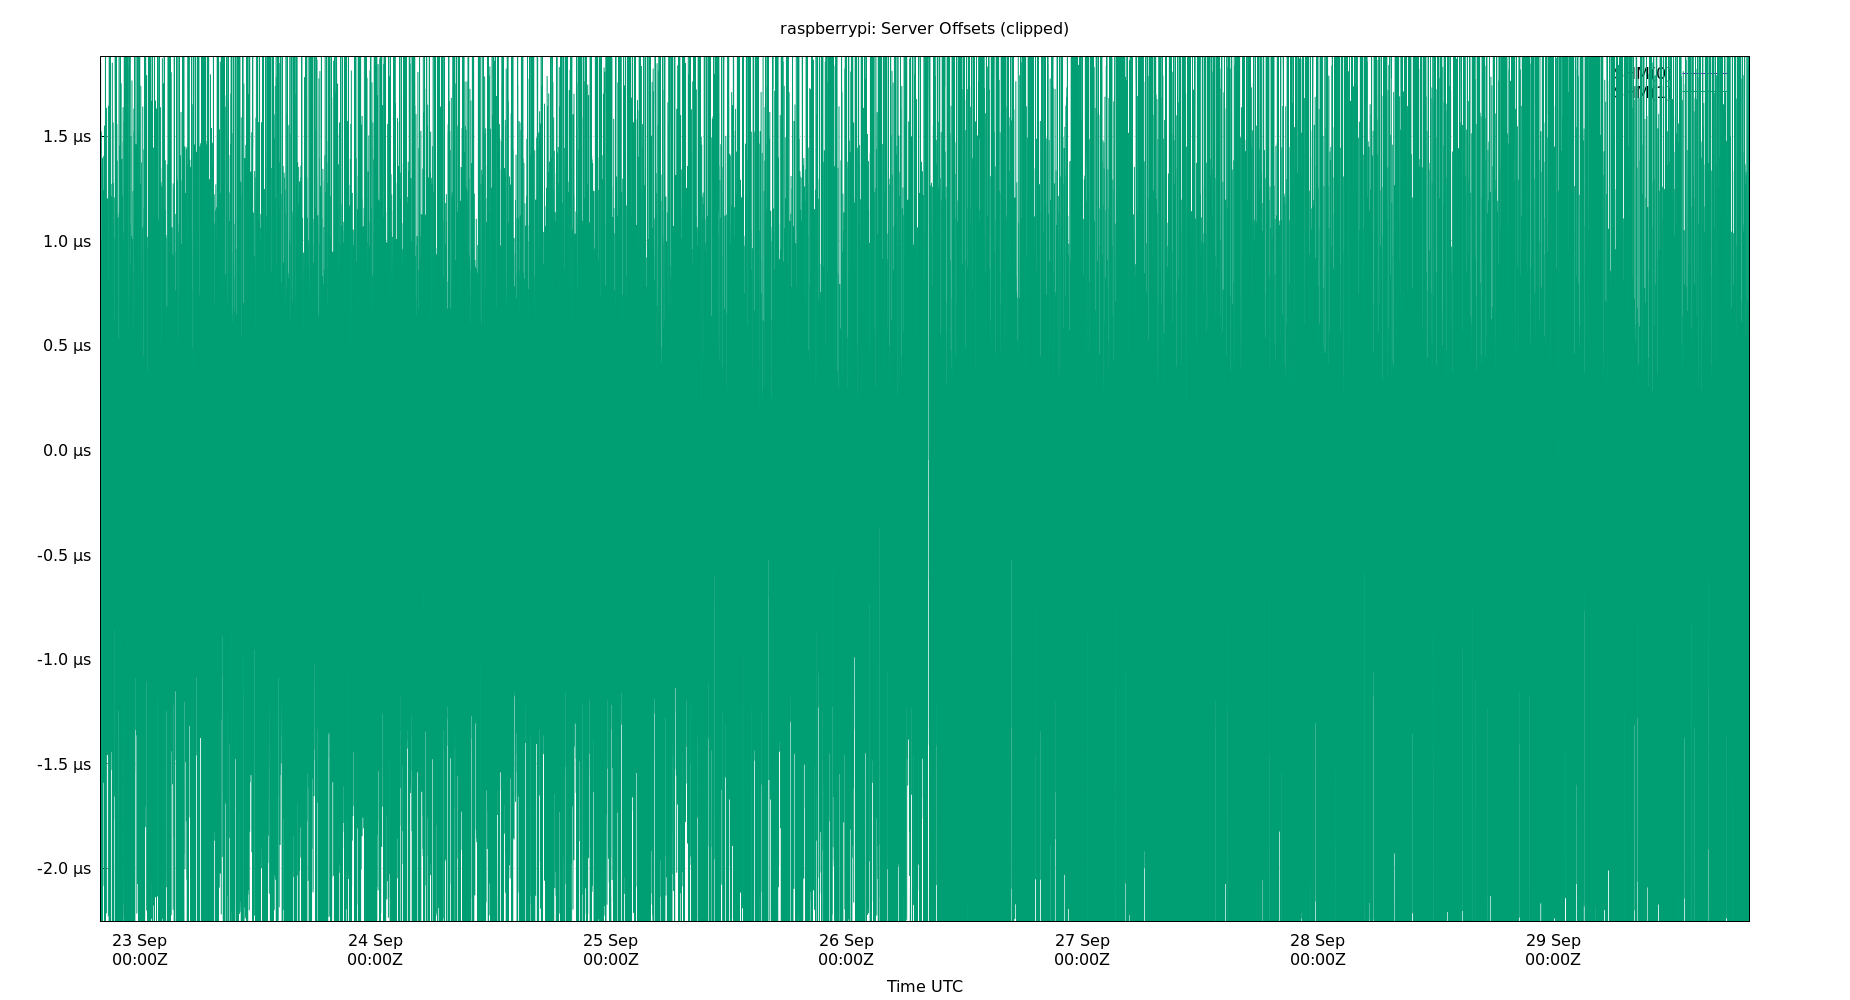 raspberrypi: Server Offsets (clipped)
1.5 µs
1.0 µs
0.5 µs
0.0 µs
-0.5 µs
-1.0 µs
-1.5 µs
-2.0 µs
23 Sep
00:00Z
24 Sep
00:00Z
25 Sep
00:00Z
26 Sep
00:00Z
27 Sep
00:00Z
28 Sep
00:00Z
29 Sep
00:00Z
Time UTC